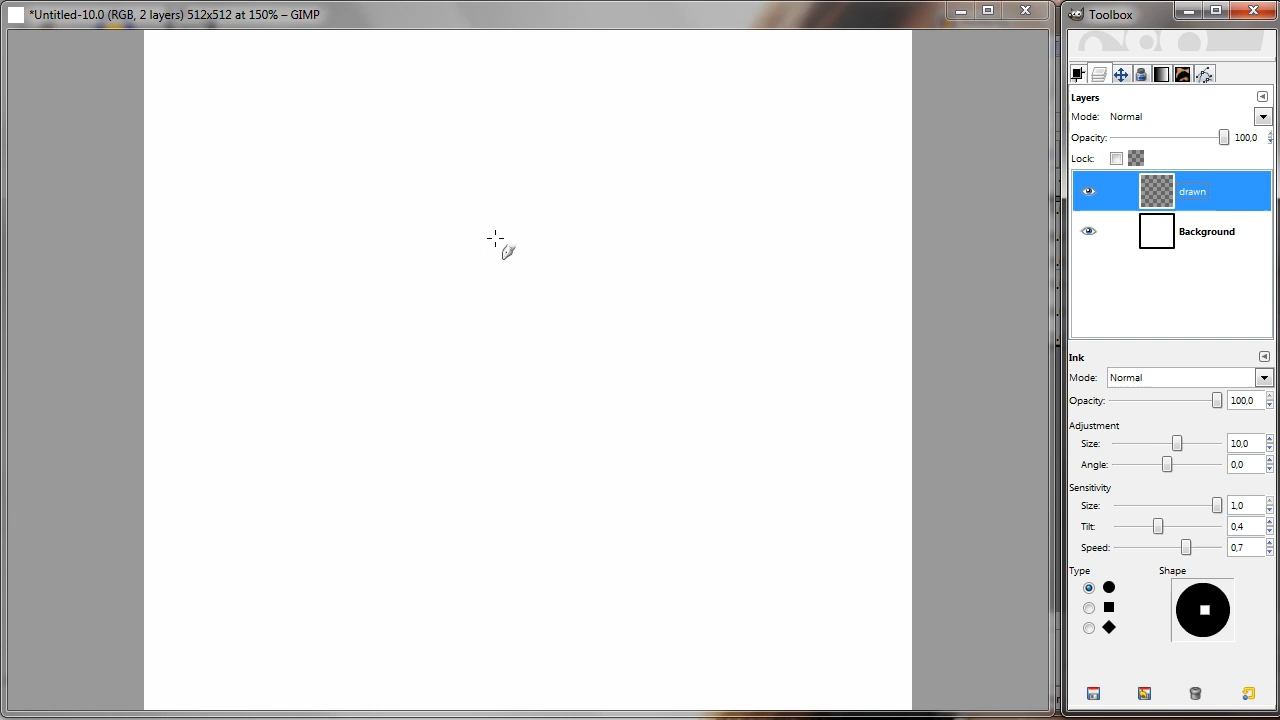 *Untitled-10.0 (RGB, 2 layers) 512x512 at 150% – GIMP
Toolbox
Layers
Mode: Normal
Opacity: 100,0
Lock:
drawn
Background
Ink
Mode: Normal
Opacity: 100,0
Adjustment
Size: 10,0
Angle: 0,0
Sensitivity
Size: 1,0
Tilt: 0,4
Speed: 0,7
Type Shape